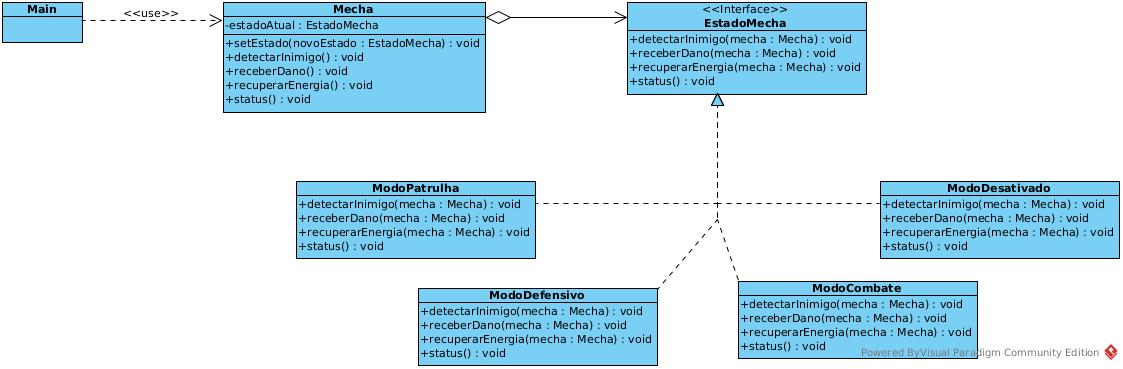 Main
<<use>>
Mecha
-estadoAtual : EstadoMecha
+setEstado(novoEstado : EstadoMecha) : void
+detectarInimigo() : void
+receberDano() : void
+recuperarEnergia() : void
+status() : void
<<Interface>>
EstadoMecha
+detectarInimigo(mecha : Mecha) : void
+receberDano(mecha : Mecha) : void
+recuperarEnergia(mecha : Mecha) : void
+status() : void
ModoPatrulha
+detectarInimigo(mecha : Mecha) : void
+receberDano(mecha : Mecha) : void
+recuperarEnergia(mecha : Mecha) : void
+status() : void
ModoDesativado
+detectarInimigo(mecha : Mecha) : void
+receberDano(mecha : Mecha) : void
+recuperarEnergia(mecha : Mecha) : void
+status() : void
ModoDefensivo
+detectarInimigo(mecha : Mecha) : void
+receberDano(mecha : Mecha) : void
+recuperarEnergia(mecha : Mecha) : void
+status() : void
ModoCombate
+detectarInimigo(mecha : Mecha) : void
+receberDano(mecha : Mecha) : void
+recuperarEnergia(mecha : Mecha) : void
+status() : void
Powered ByVisual Paradigm Community Edition